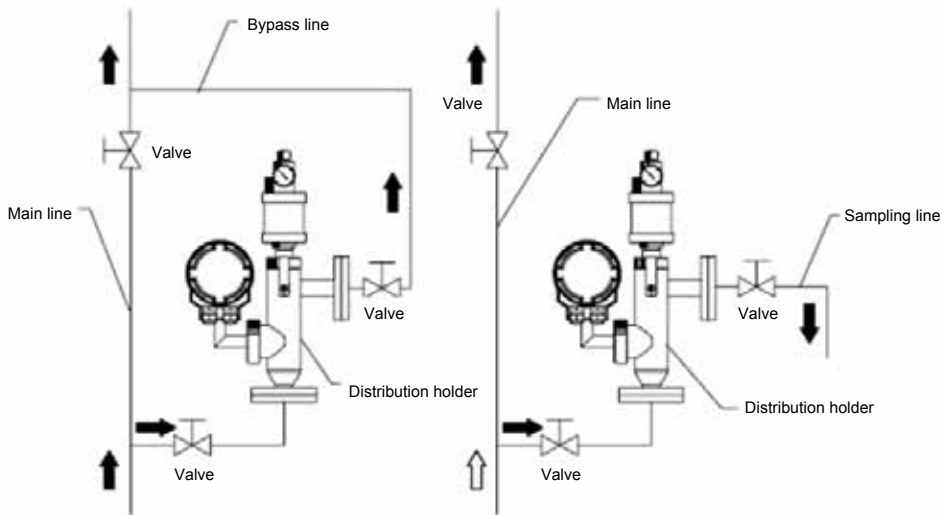 Bypass line
Valve
Main line
Valve
Distribution holder
Valve
Valve
Main line
Sampling line
Valve
Distribution holder
Valve